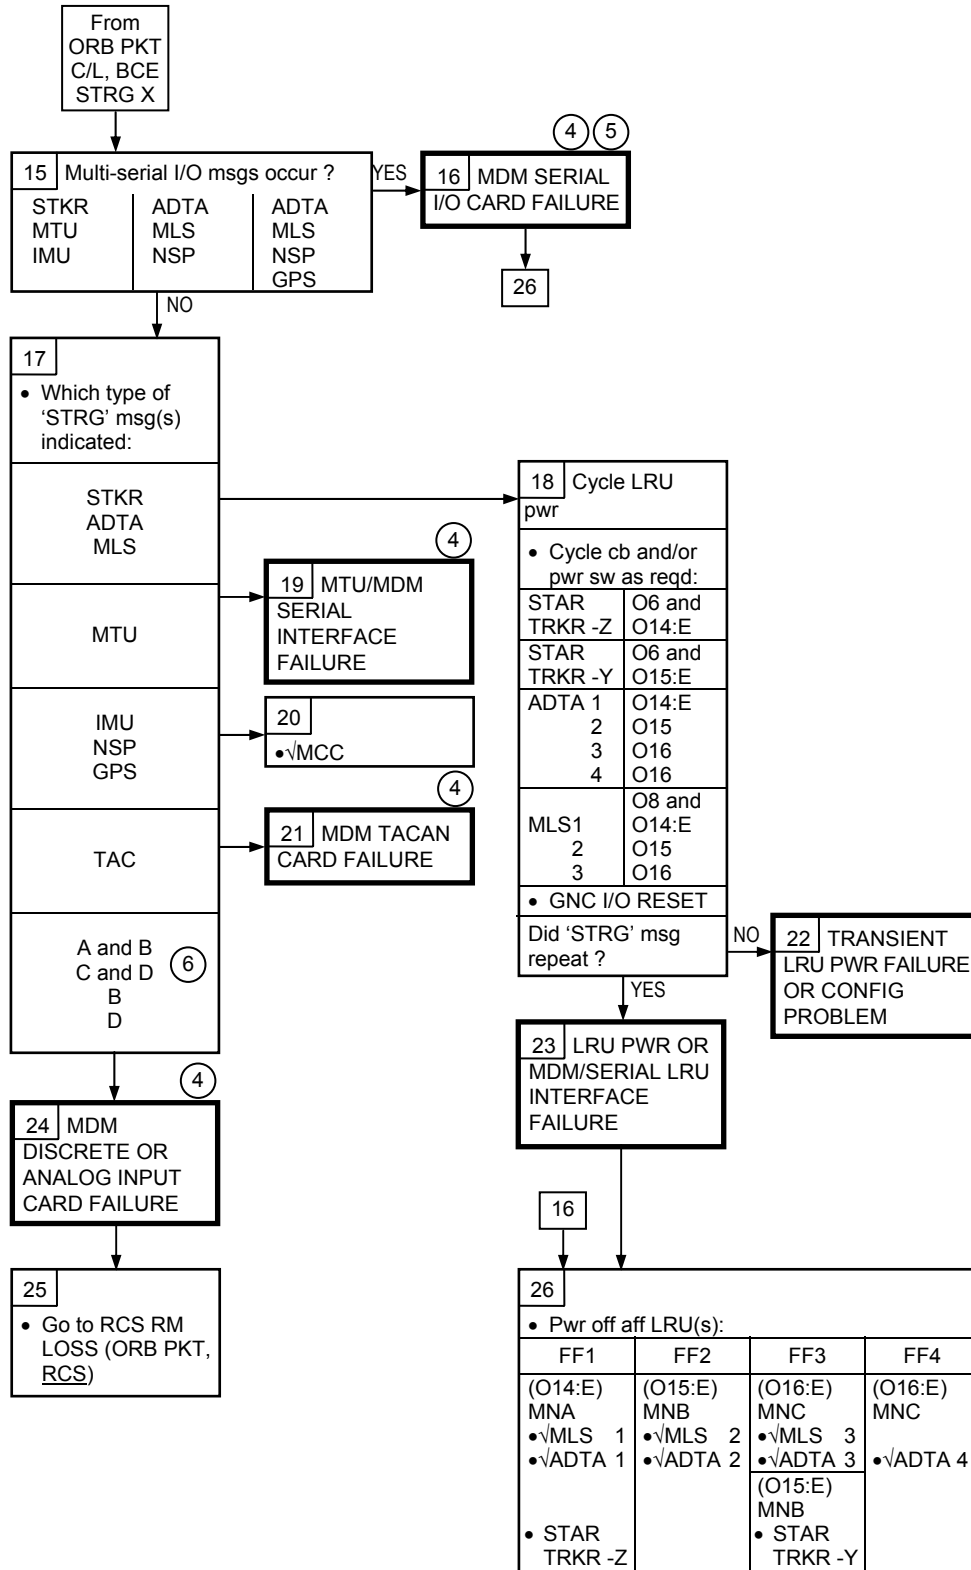 From
ORB PKT
C/L, BCE
STRG X
4 5
15 Multi-serial I/O msgs occur ?
YES
STKR ADTA ADTA
MTU MLS MLS
IMU NSP NSP
GPS
16 MDM SERIAL
I/O CARD FAILURE
26
NO
17
• Which type of
‘STRG’ msg(s)
indicated:
STKR
ADTA
MLS
MTU
IMU
NSP
GPS
TAC
A and B
C and D
B
D
6
18 Cycle LRU
pwr
• Cycle cb and/or
pwr sw as reqd:
STAR O6 and
TRKR -Z O14:E
STAR O6 and
TRKR -Y O15:E
ADTA 1 O14:E
2 O15
3 O16
4 O16
O8 and
MLS1 O14:E
2 O15
3 O16
• GNC I/O RESET
Did ‘STRG’ msg
repeat ?
NO
YES
4
19 MTU/MDM
SERIAL
INTERFACE
FAILURE
20
•√MCC
4
21 MDM TACAN
CARD FAILURE
22 TRANSIENT
LRU PWR FAILURE
OR CONFIG
PROBLEM
23 LRU PWR OR
MDM/SERIAL LRU
INTERFACE
FAILURE
4
24 MDM
DISCRETE OR
ANALOG INPUT
CARD FAILURE
25
• Go to RCS RM
LOSS (ORB PKT,
RCS)
16
26
• Pwr off aff LRU(s):
FF1 FF2 FF3 FF4
(O14:E) (O15:E) (O16:E) (O16:E)
MNA MNB MNC MNC
•√MLS 1 •√MLS 2 •√MLS 3
•√ADTA 1 •√ADTA 2 •√ADTA 3 •√ADTA 4
(O15:E)
MNB
• STAR • STAR
TRKR -Z TRKR -Y